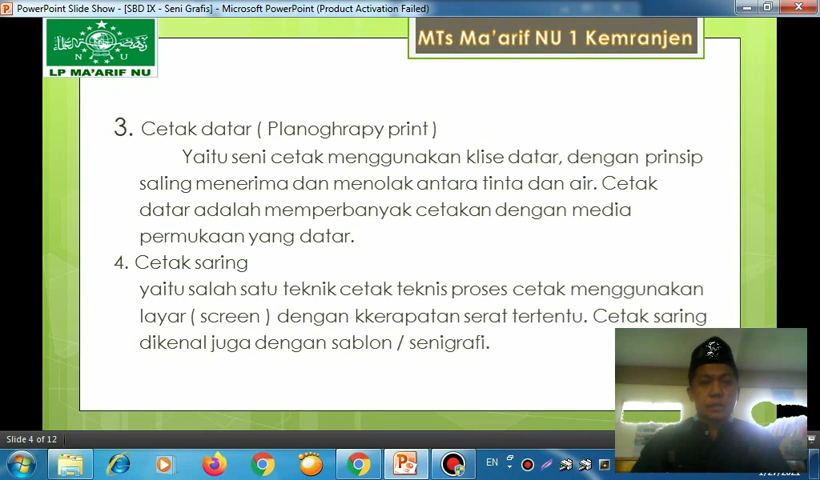 PowerPoint Slide Show - [SBD IX - Seni Grafis] - Microsoft PowerPoint (Product Activation Failed)
MTs Ma'arif NU 1 Kemranjen
N U
LP MA'ARIF NU
3. Cetak datar ( Planoghrapy print )
Yaitu seni cetak menggunakan klise datar, dengan prinsip
saling menerima dan menolak antara tinta dan air. Cetak
datar adalah memperbanyak cetakan dengan media
permukaan yang datar.
4. Cetak saring
yaitu salah satu teknik cetak teknis proses cetak menggunakan
layar ( screen ) dengan kkerapatan serat tertentu. Cetak saring
dikenal juga dengan sablon / senigrafi.
Slide 4 of 12
EN
1/27/2021